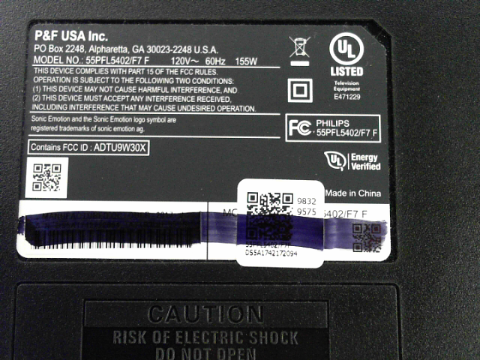 P&F USA Inc.
PO Box 2248, Alpharetta, GA 30023-2248 U.S.A.
MODEL NO.: 55PFL5402/F7 F 120V~ 60Hz 155W
THIS DEVICE COMPLIES WITH PART 15 OF THE FCC RULES.
OPERATION IS SUBJECT TO THE FOLLOWING TWO CONDITIONS:
(1) THIS DEVICE MAY NOT CAUSE HARMFUL INTERFERENCE, AND
(2) THIS DEVICE MUST ACCEPT ANY INTERFERENCE RECEIVED,
INCLUDING INTERFERENCE THAT MAY CAUSE UNDESIRED OPERATION.
Sonic Emotion and the Sonic Emotion logo symbol are
registered trademarks of sonic emotion ag.
Contains FCC ID : ADTU9W30X
UL
LISTED
Television
Equipment
E471229
FC PHILIPS
55PFL5402/F7 F
UL Energy
Verified
Made in China
9832
9575
5402/F7 F
DS5A1742172094
CAUTION
RISK OF ELECTRIC SHOCK
DO NOT OPEN